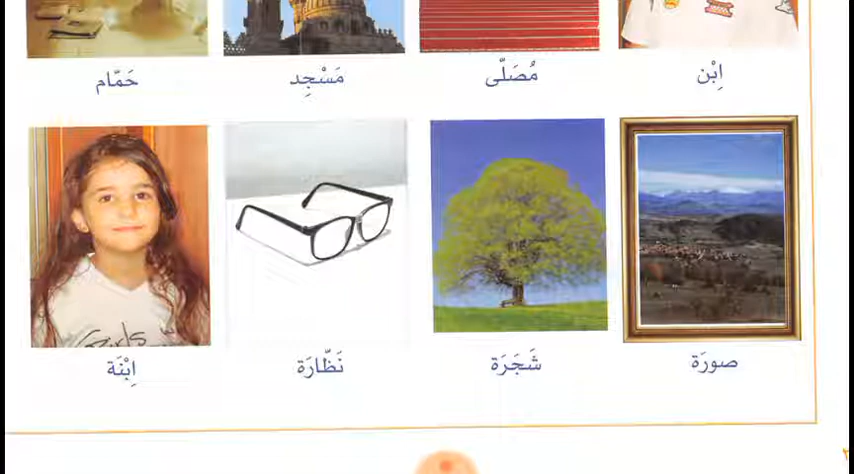 اِبْن مُصَلّى مَسْجِد حَمّام
صورَة شَجَرَة نَظّارَة اِبْنَة